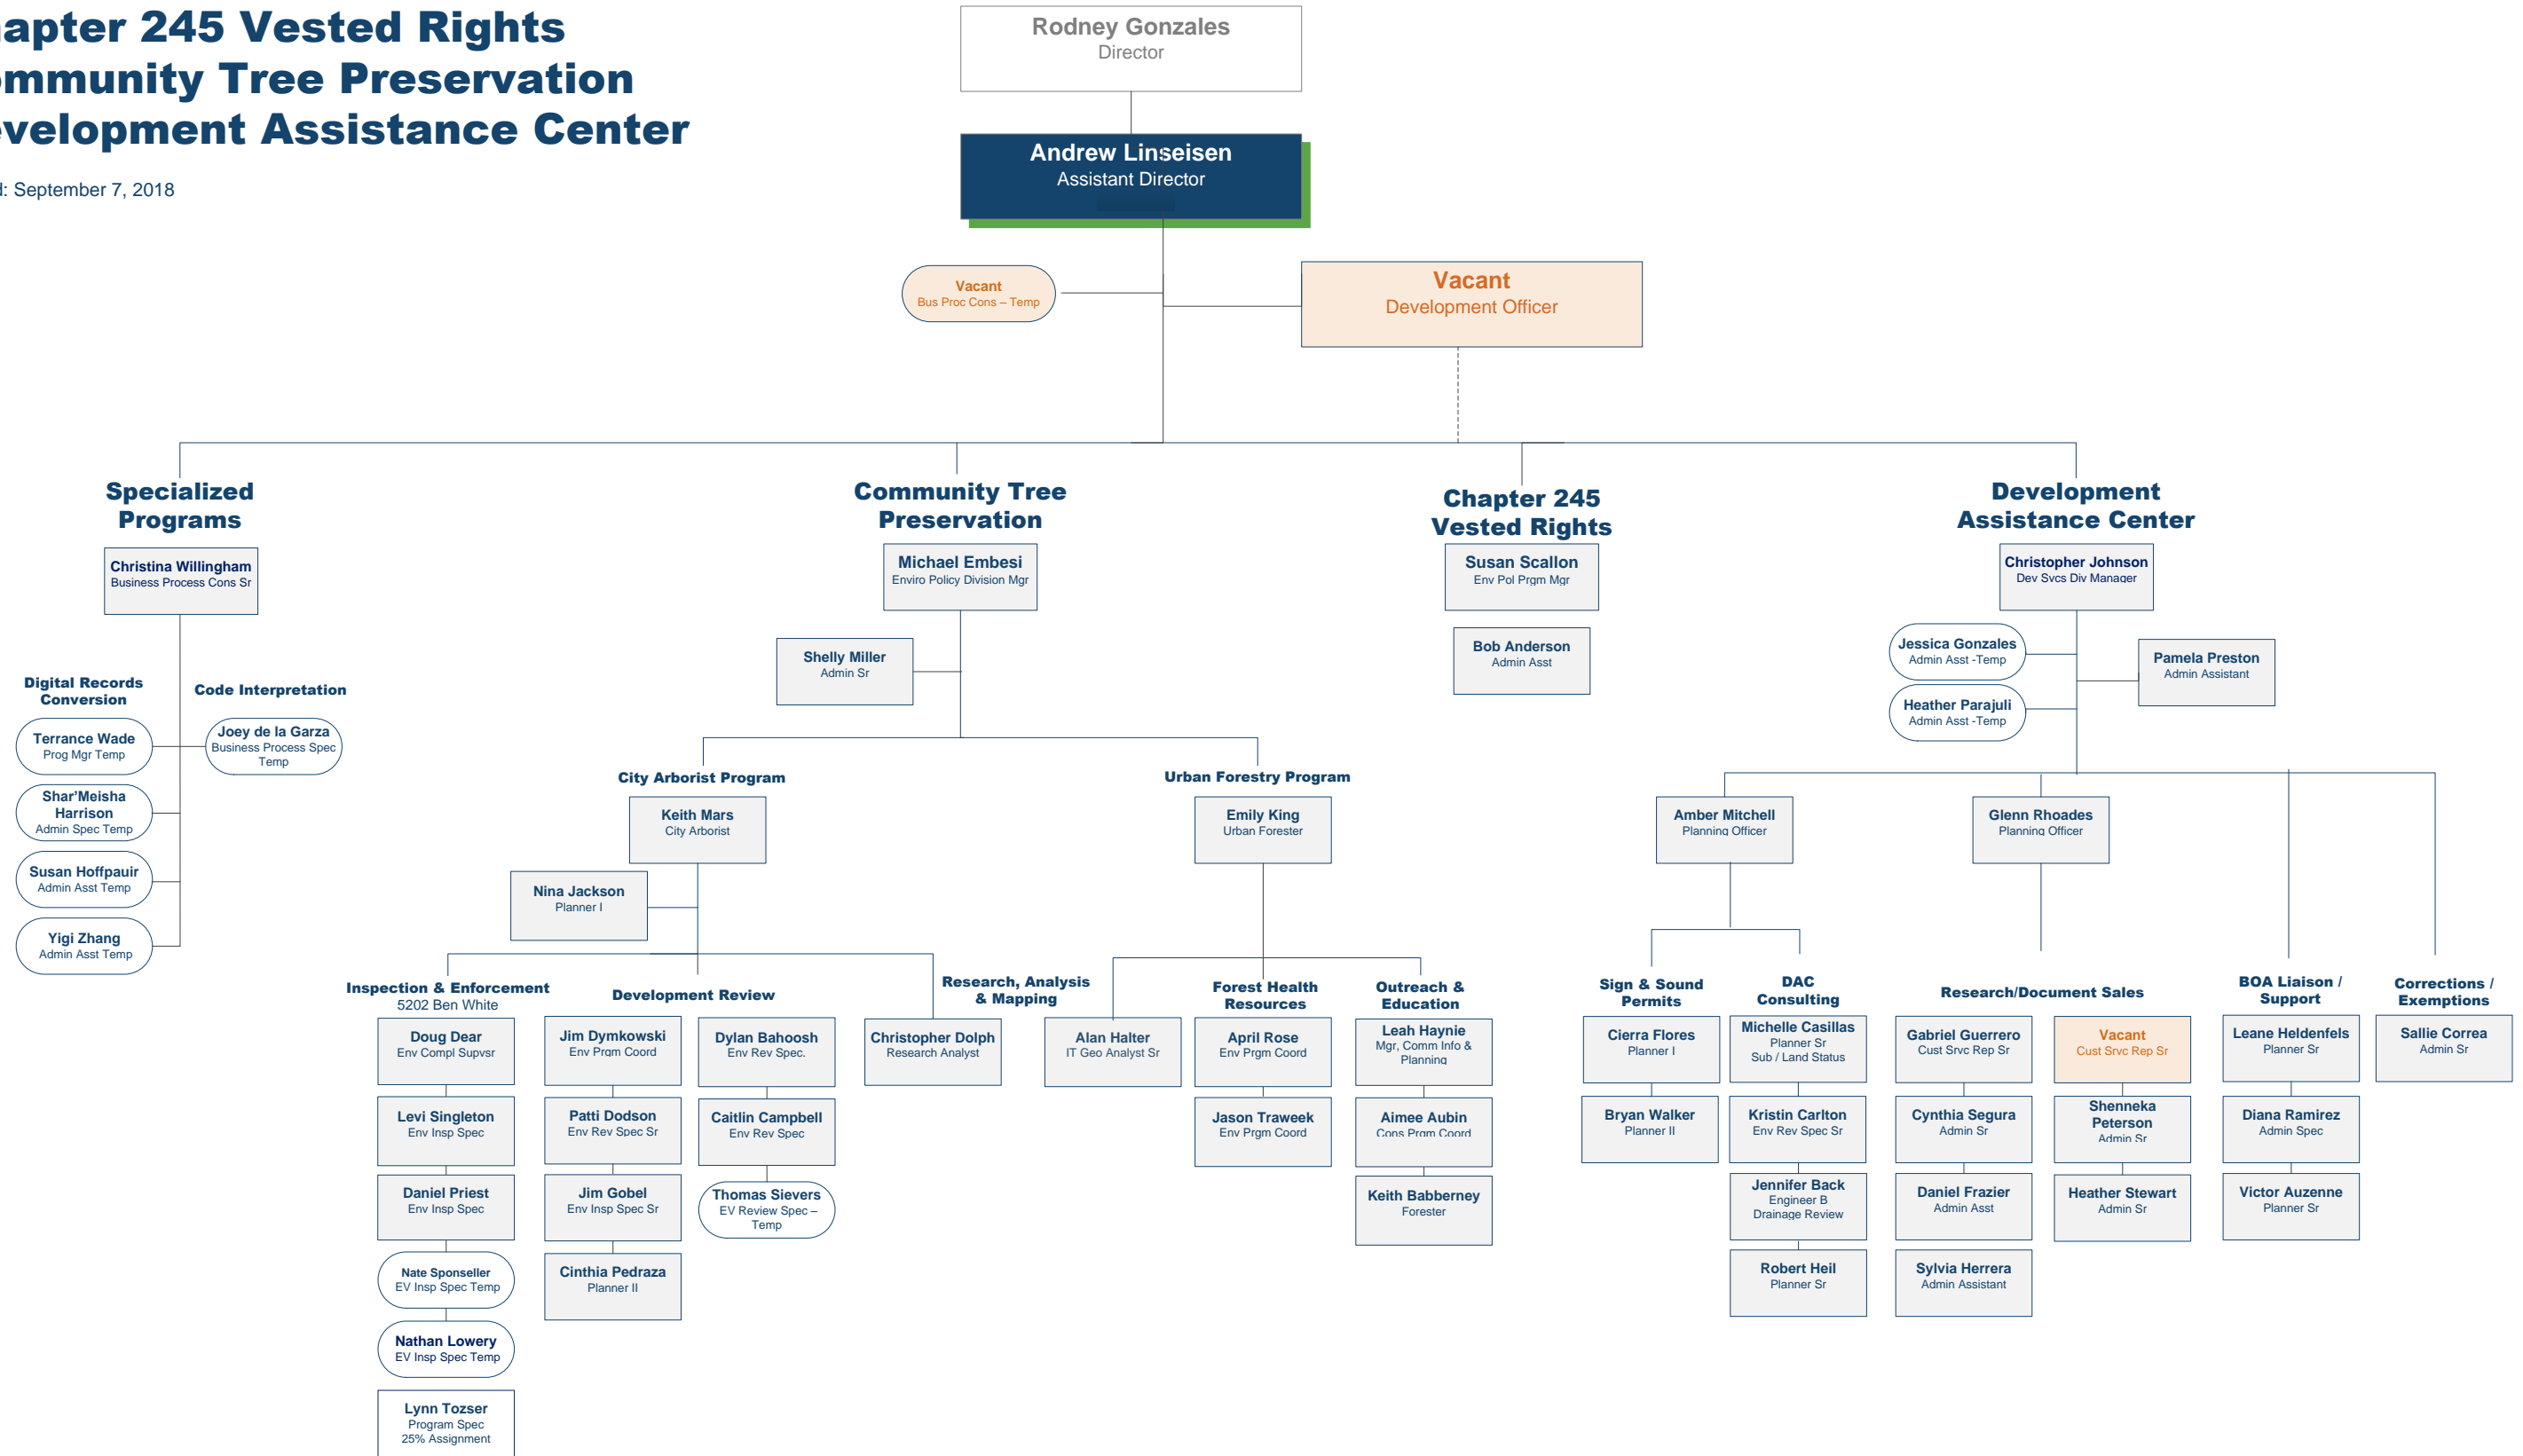 apter 245 Vested Rights
mmunity Tree Preservation
velopment Assistance Center
: September 7, 2018
Rodney Gonzales
Director
Andrew Linseisen
Assistant Director
Vacant
Bus Proc Cons – Temp
Vacant
Development Officer
Specialized
Programs
Christina Willingham
Business Process Cons Sr
Digital Records
Conversion
Terrance Wade
Prog Mgr Temp
Shar’Meisha
Harrison
Admin Spec Temp
Susan Hoffpauir
Admin Asst Temp
Yigi Zhang
Admin Asst Temp
Code Interpretation
Joey de la Garza
Business Process Spec
Temp
Community Tree
Preservation
Michael Embesi
Enviro Policy Division Mgr
Shelly Miller
Admin Sr
City Arborist Program
Keith Mars
City Arborist
Nina Jackson
Planner I
Inspection & Enforcement
5202 Ben White
Doug Dear
Env Compl Supvsr
Levi Singleton
Env Insp Spec
Daniel Priest
Env Insp Spec
Nate Sponseller
EV Insp Spec Temp
Nathan Lowery
EV Insp Spec Temp
Lynn Tozser
Program Spec
25% Assignment
Development Review
Jim Dymkowski
Env Prgm Coord
Patti Dodson
Env Rev Spec Sr
Jim Gobel
Env Insp Spec Sr
Cinthia Pedraza
Planner II
Dylan Bahoosh
Env Rev Spec.
Caitlin Campbell
Env Rev Spec
Thomas Sievers
EV Review Spec –
Temp
Research, Analysis
& Mapping
Christopher Dolph
Research Analyst
Alan Halter
IT Geo Analyst Sr
Urban Forestry Program
Emily King
Urban Forester
Forest Health
Resources
April Rose
Env Prgm Coord
Jason Traweek
Env Prgm Coord
Outreach &
Education
Leah Haynie
Mgr, Comm Info &
Planning
Aimee Aubin
Cons Prgm Coord
Keith Babberney
Forester
Chapter 245
Vested Rights
Susan Scallon
Env Pol Prgm Mgr
Bob Anderson
Admin Asst
Development
Assistance Center
Christopher Johnson
Dev Svcs Div Manager
Jessica Gonzales
Admin Asst -Temp
Heather Parajuli
Admin Asst -Temp
Pamela Preston
Admin Assistant
Amber Mitchell
Planning Officer
Glenn Rhoades
Planning Officer
Sign & Sound
Permits
Cierra Flores
Planner I
Bryan Walker
Planner II
DAC
Consulting
Michelle Casillas
Planner Sr
Sub / Land Status
Kristin Carlton
Env Rev Spec Sr
Jennifer Back
Engineer B
Drainage Review
Robert Heil
Planner Sr
Research/Document Sales
Gabriel Guerrero
Cust Srvc Rep Sr
Cynthia Segura
Admin Sr
Daniel Frazier
Admin Asst
Sylvia Herrera
Admin Assistant
Vacant
Cust Srvc Rep Sr
Shenneka
Peterson
Admin Sr
Heather Stewart
Admin Sr
BOA Liaison /
Support
Leane Heldenfels
Planner Sr
Diana Ramirez
Admin Spec
Victor Auzenne
Planner Sr
Corrections /
Exemptions
Sallie Correa
Admin Sr